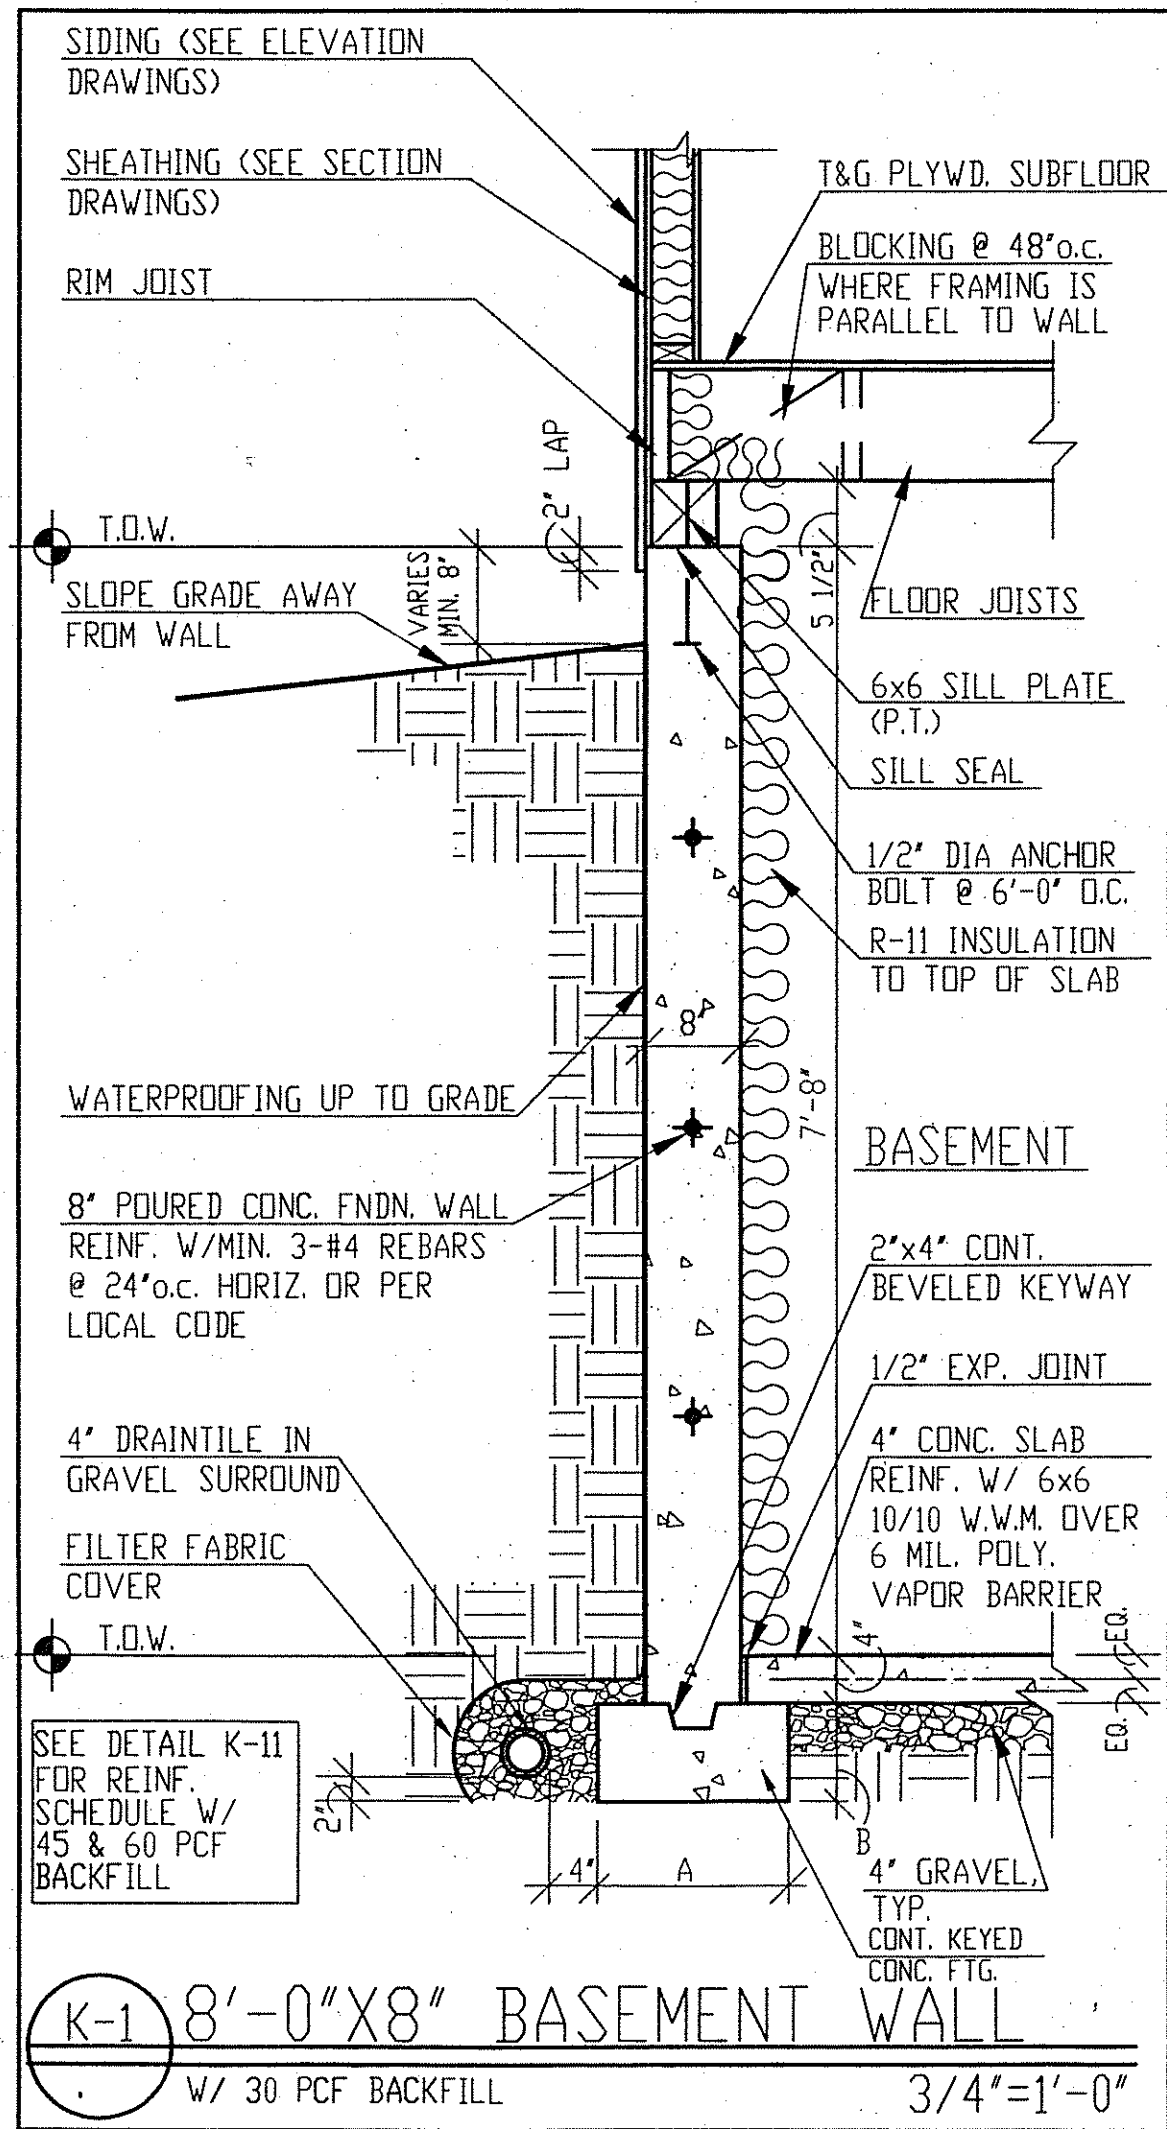 SIDING (SEE ELEVATION
DRAWINGS)
SHEATHING (SEE SECTION
DRAWINGS)
RIM JOIST
T&G PLYWD. SUBFLOOR
BLOCKING @ 48"o.c.
WHERE FRAMING IS
PARALLEL TO WALL
2" LAP
T.O.W.
VARIES
MIN. 8"
SLOPE GRADE AWAY
FROM WALL
5 1/2"
FLOOR JOISTS
6x6 SILL PLATE
(P.T.)
SILL SEAL
1/2" DIA ANCHOR
BOLT @ 6'-0" O.C.
R-11 INSULATION
TO TOP OF SLAB
8"
7'-8"
WATERPROOFING UP TO GRADE
BASEMENT
8" POURED CONC. FNDN. WALL
REINF. W/MIN. 3-#4 REBARS
@ 24"o.c. HORIZ. OR PER
LOCAL CODE
2"x4" CONT.
BEVELED KEYWAY
1/2" EXP. JOINT
4" DRAINTILE IN
GRAVEL SURROUND
4" CONC. SLAB
REINF. W/ 6x6
10/10 W.W.M. OVER
6 MIL. POLY.
VAPOR BARRIER
FILTER FABRIC
COVER
T.O.W.
4"
EQ.
EQ.
SEE DETAIL K-11
FOR REINF.
SCHEDULE W/
45 & 60 PCF
BACKFILL
2"
4"
A
B
4" GRAVEL,
TYP.
CONT. KEYED
CONC. FTG.
K-1
8'-0"X8" BASEMENT WALL
W/ 30 PCF BACKFILL
3/4"=1'-0"